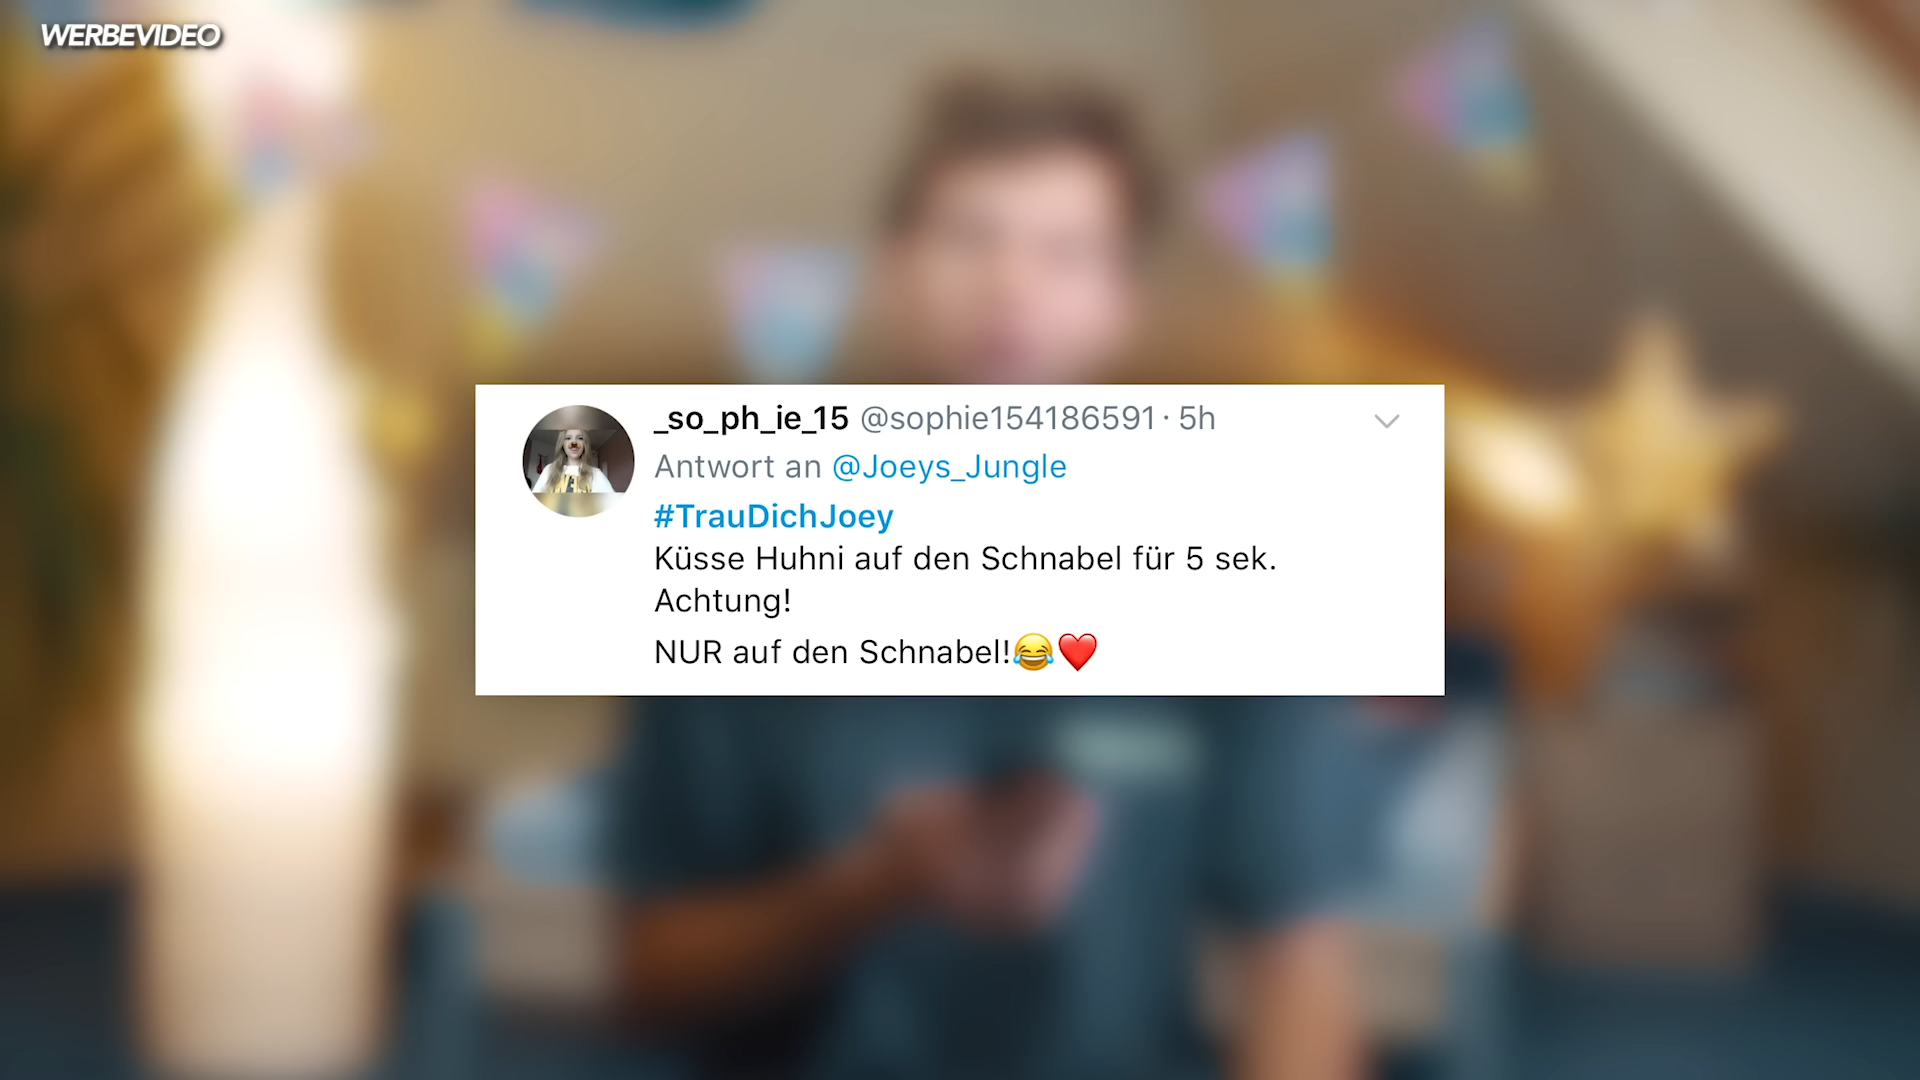 WERBEVIDEO
_so_ph_ie_15 @sophie154186591 · 5h
Antwort an @Joeys_Jungle
#TrauDichJoey
Küsse Huhni auf den Schnabel für 5 sek.
Achtung!
NUR auf den Schnabel!😂❤️